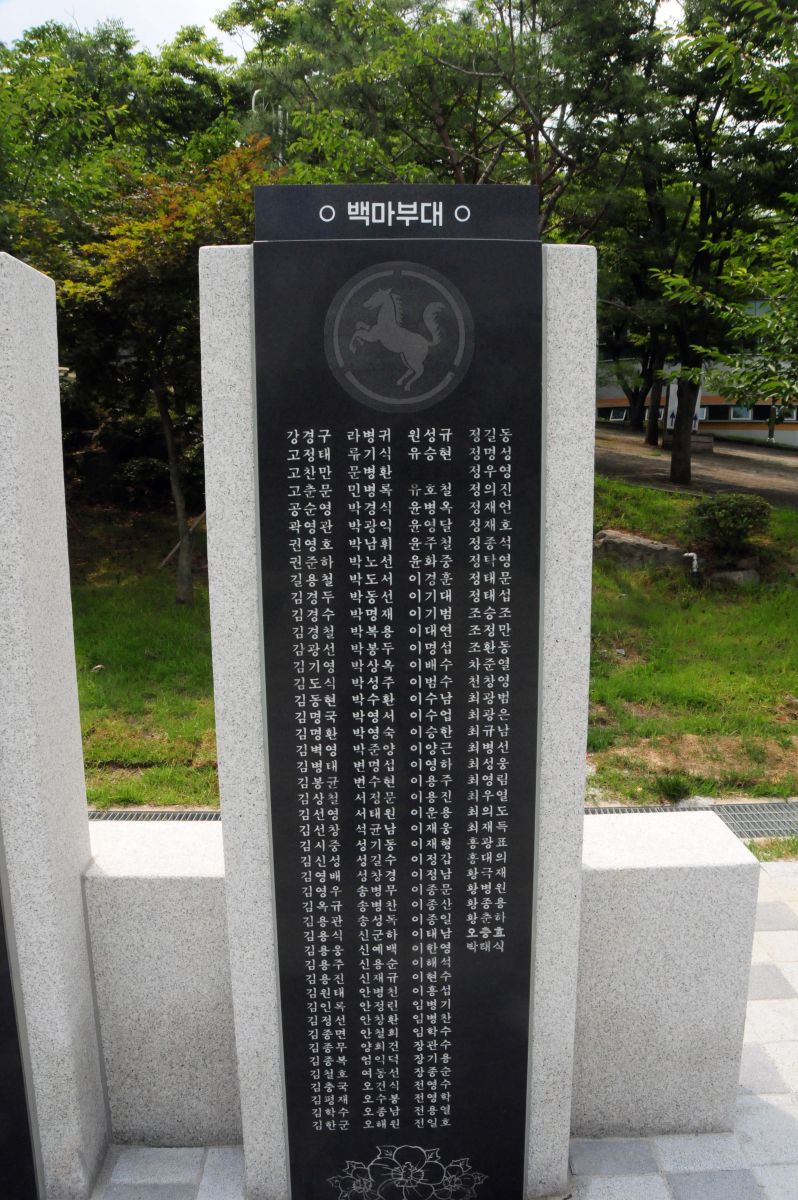 백마부대
강경구
고정태
고찬만
고춘문
공순영
곽영관
권영호
권준하
길용철
김경두
김경수
김경철
감광선
김기영
김도식
김동현
김명국
김명환
김벽영
김병태
김봉균
김상철
김선영
김선창
김시중
김신성
김영배
김영우
김옥규
김용관
김용식
김용웅
김용주
김용진
김원태
김인록
김정선
김종면
김종무
김종복
김철호
김충국
김평재
김학수
김한군
라병귀
류기식
문병환
민병록
박경식
박광익
박남휘
박노선
박도서
박동선
박명재
박복용
박봉두
박상옥
박성주
박수환
박영서
박영숙
박준양
변명섭
변수현
서정문
서태원
석균남
성기동
성길수
성창경
송병무
송병찬
송성독
신군하
신예백
신용순
신재규
안병천
안정린
안창환
안철회
양희건
엄익덕
여동선
오건식
오수봉
오종남
오해원
원성규
유승현
유호철
윤병옥
윤영달
윤주철
윤화중
이경훈
이기대
이기범
이대연
이명섭
이배수
이범수
이수남
이수업
이승한
이양근
이영하
이용주
이용진
이운용
이재웅
이재형
이정갑
이정남
이종문
이종산
이종일
이태남
이한영
이해석
이현수
이흥섭
임병기
임병찬
임학수
장관수
장기용
장종순
전영수
전영학
전용열
전일호
정길동
정명성
정우영
정의진
정재언
정재호
정종석
정탁영
정태문
정태섭
조승조
조정만
조환동
차준열
천창영
최광범
최광은
최규남
최병선
최성웅
최영림
최우열
최의도
최재득
홍광표
홍대의
황극재
황병원
황종용
황춘하
오충효
박태식